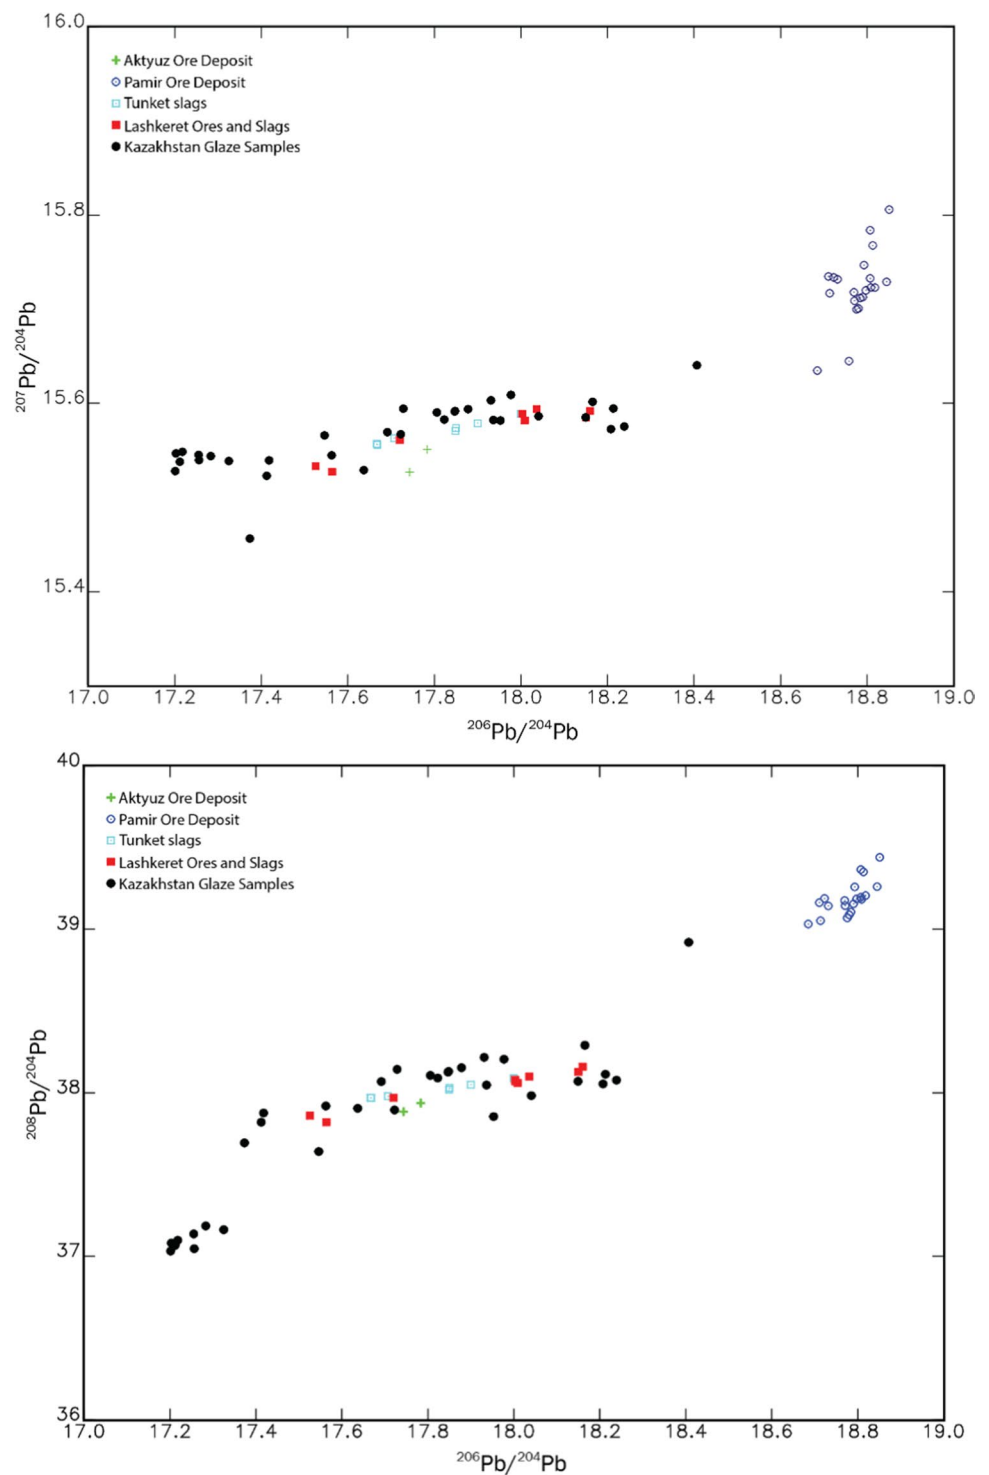 16.0
Aktyuz Ore Deposit
Pamir Ore Deposit
Tunket slags
Lashkeret Ores and Slags
Kazakhstan Glaze Samples
15.8
15.6
15.4
²⁰⁷Pb/²⁰⁴Pb
17.0 17.2 17.4 17.6 17.8 18.0 18.2 18.4 18.6 18.8 19.0
²⁰⁶Pb/²⁰⁴Pb
40
Aktyuz Ore Deposit
Pamir Ore Deposit
Tunket slags
Lashkeret Ores and Slags
Kazakhstan Glaze Samples
39
38
37
36
²⁰⁸Pb/²⁰⁴Pb
17.0 17.2 17.4 17.6 17.8 18.0 18.2 18.4 18.6 18.8 19.0
²⁰⁶Pb/²⁰⁴Pb